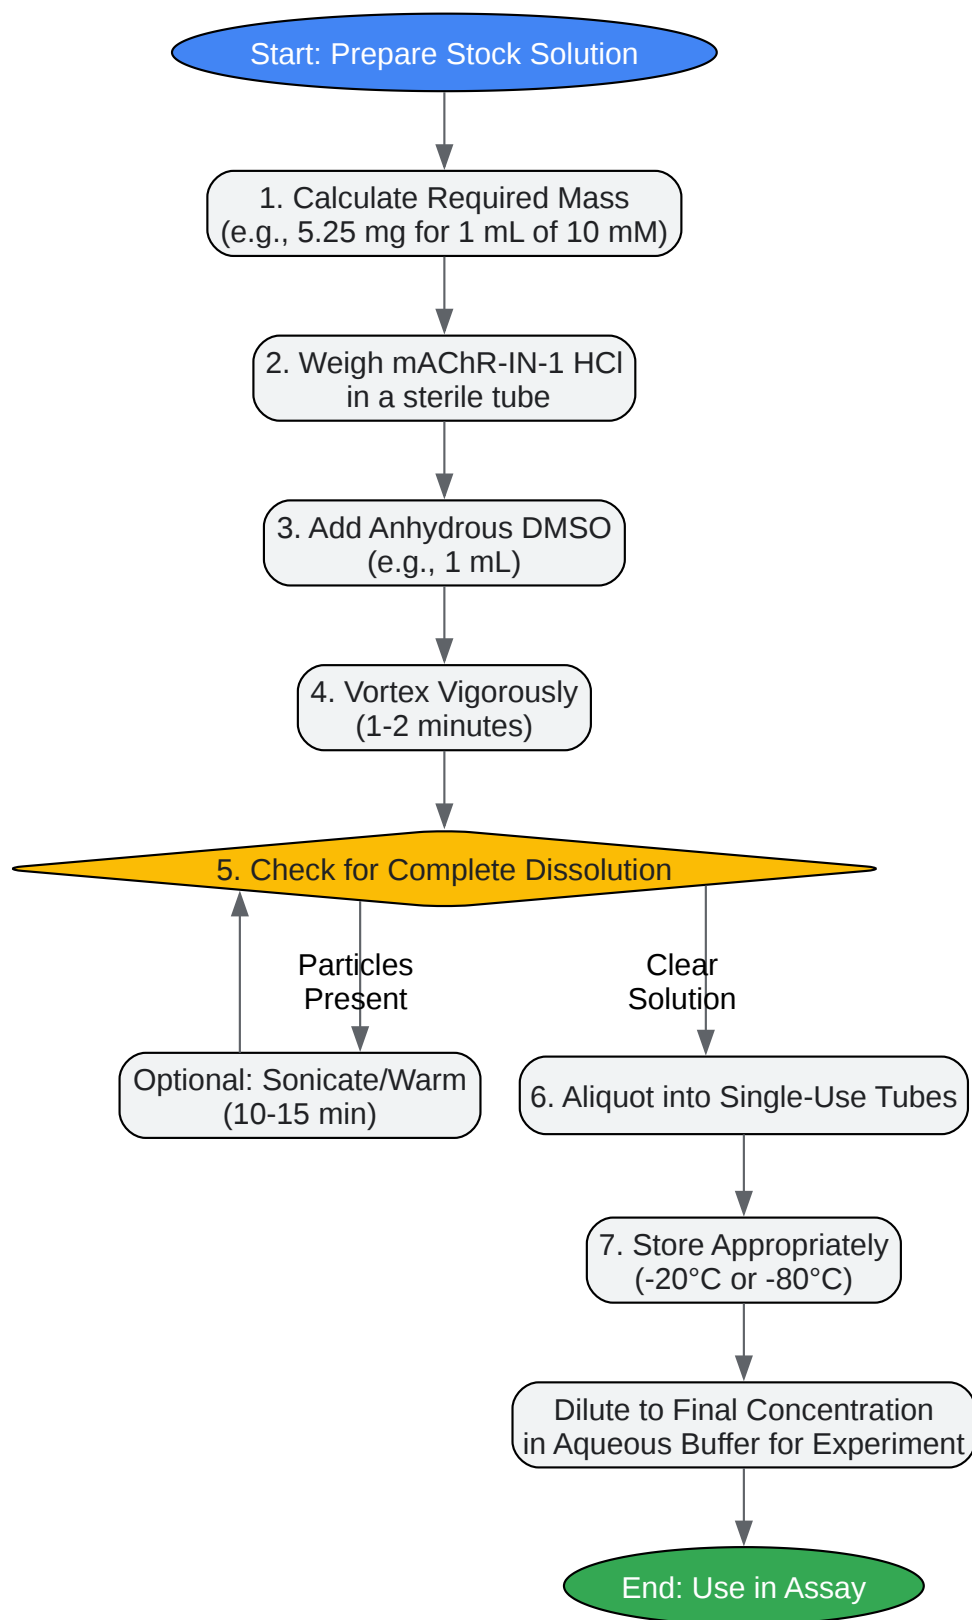 Start: Prepare Stock Solution
1. Calculate Required Mass
(e.g., 5.25 mg for 1 mL of 10 mM)
2. Weigh mAChR-IN-1 HCl
in a sterile tube
3. Add Anhydrous DMSO
(e.g., 1 mL)
4. Vortex Vigorously
(1-2 minutes)
5. Check for Complete Dissolution
Particles
Present
Clear
Solution
Optional: Sonicate/Warm
(10-15 min)
6. Aliquot into Single-Use Tubes
7. Store Appropriately
(-20°C or -80°C)
Dilute to Final Concentration
in Aqueous Buffer for Experiment
End: Use in Assay